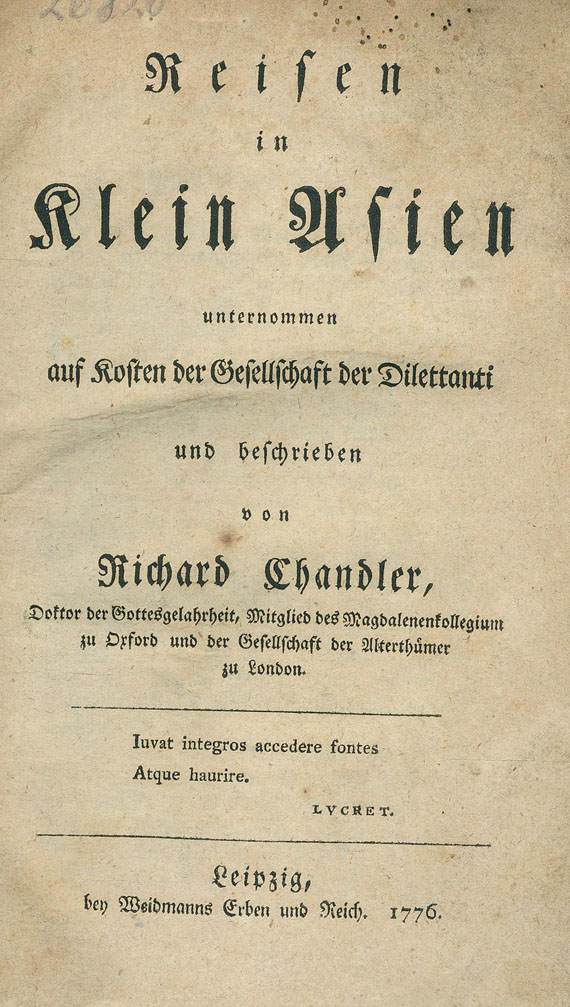 Reiſen
in
Klein Aſien
unternommen
auf Koſten der Geſellſchaft der Dilettanti
und beſchrieben
von
Richard Chandler,
Doktor der Gottesgelahrheit, Mitglied des Magdalenenkollegium
zu Oxford und der Geſellſchaft der Alterthümer
zu London.
Iuvat integros accedere fontes
Atque haurire.
LVCRET.
Leipzig,
bey Weidmanns Erben und Reich. 1776.